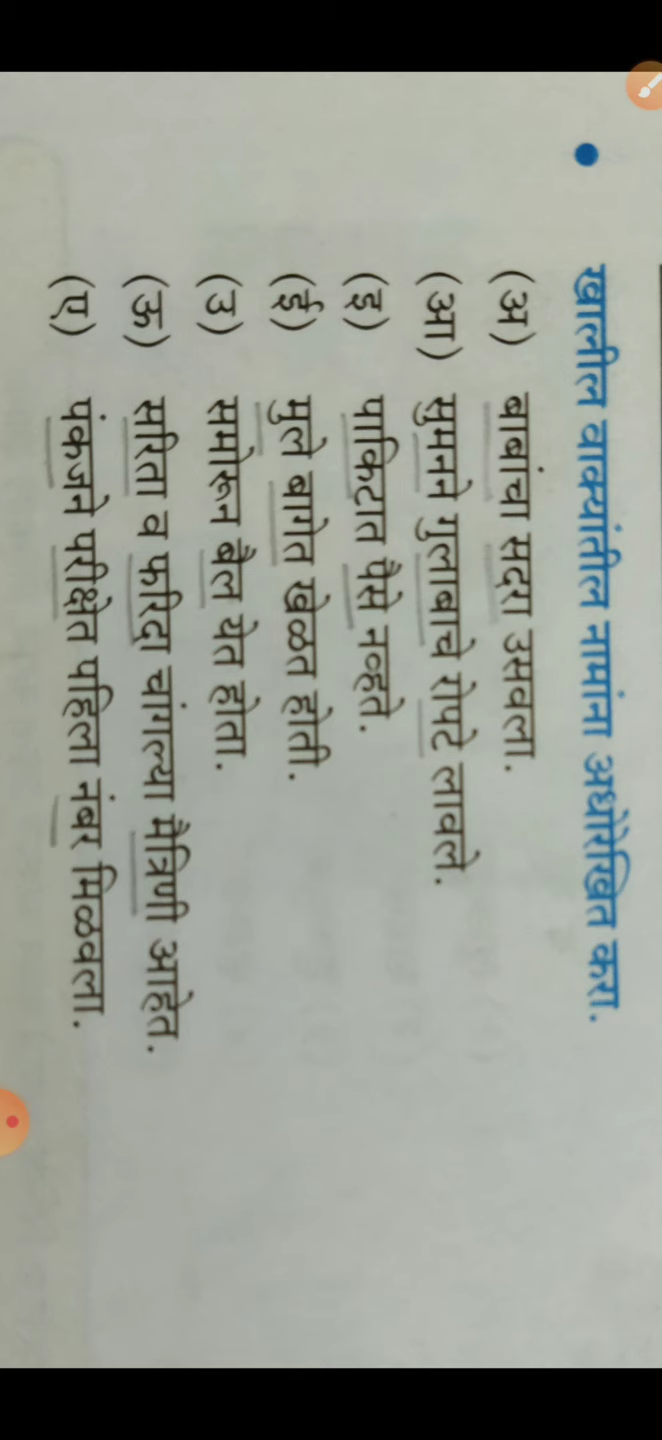 • खालील वाक्यांतील नामांना अधोरेखित करा.
(अ) बाबांचा सदरा उसवला.
(आ) सुमनने गुलाबाचे रोपटे लावले.
(इ) पाकिटात पैसे नव्हते.
(ई) मुले बागेत खेळत होती.
(उ) समोरून बैल येत होता.
(ऊ) सरिता व फरिदा चांगल्या मैत्रिणी आहेत.
(ए) पंकजने परीक्षेत पहिला नंबर मिळवला.